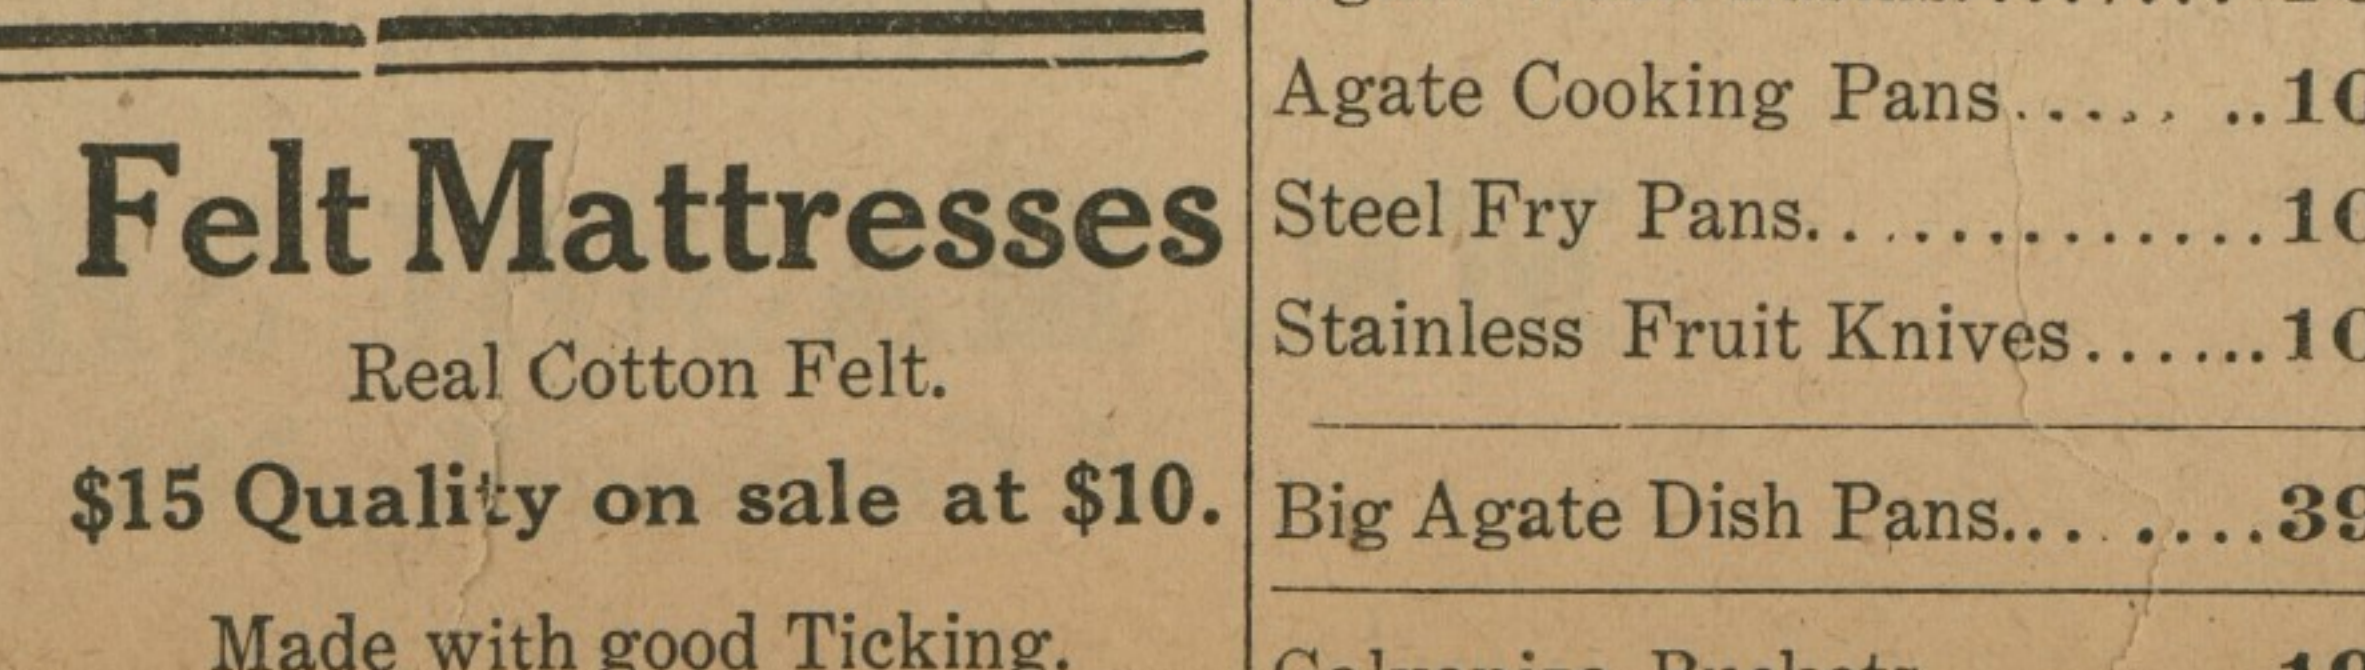 Felt Mattresses
Real Cotton Felt.
$15 Quality on sale at $10.
Made with good Ticking.
Agate Cooking Pans..... ..10
Steel Fry Pans.............10
Stainless Fruit Knives......10
Big Agate Dish Pans... ....39